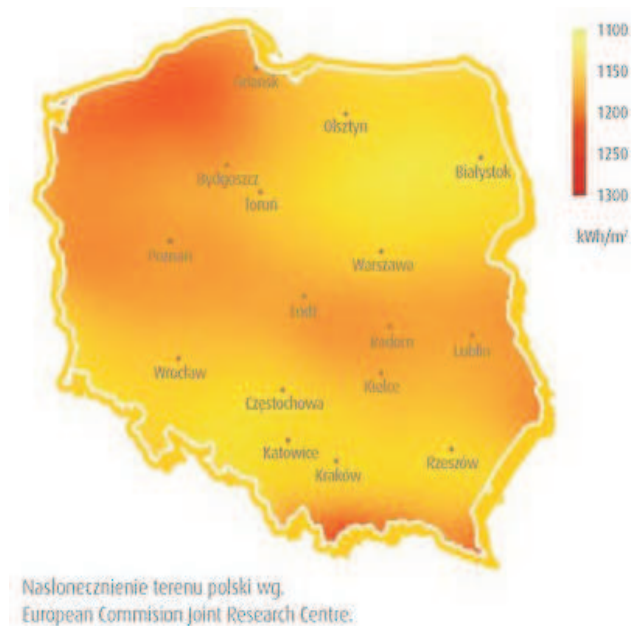 1100
1150
1200
1250
1300
kWh/m²
Gdańsk
Olsztyn
Białystok
Bydgoszcz
Toruń
Poznań
Warszawa
Łódź
Radom
Lublin
Wrocław
Kielce
Częstochowa
Katowice
Kraków
Rzeszów
Nasłonecznienie terenu polski wg.
European Commision Joint Research Centre.